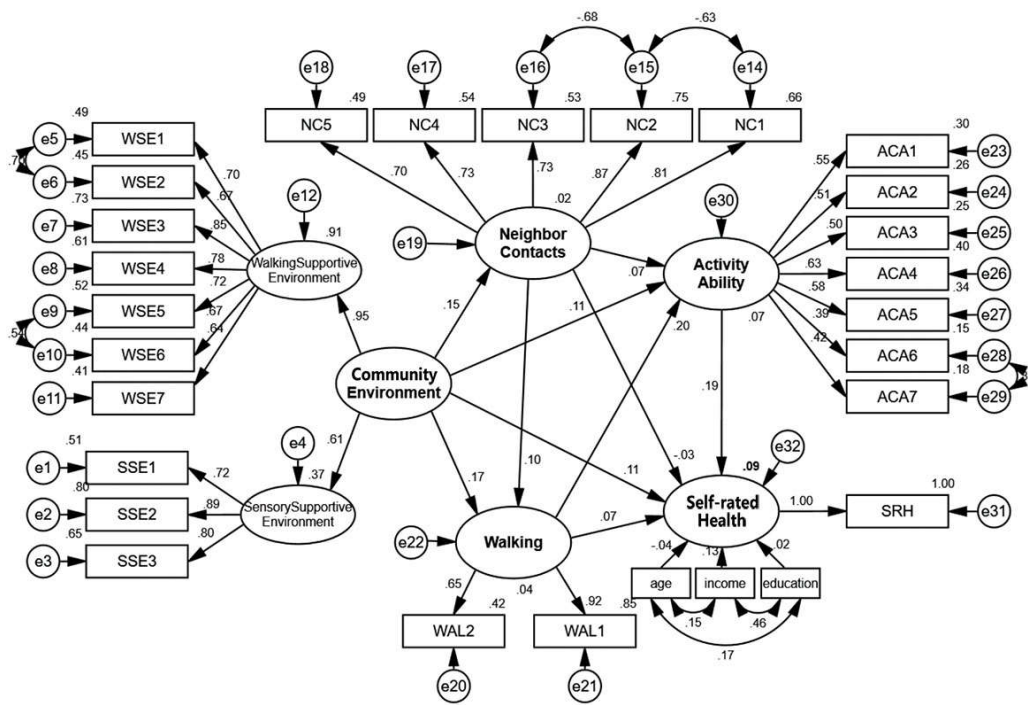 -.68 -.63
e18 e17 e16 e15 e14
.49 .54 .53 .75 .66
NC5 NC4 NC3 NC2 NC1
.70 .73 .73 .87 .81
.49
e5 WSE1
.45
e6 WSE2
.73
e7 WSE3
.61
e8 WSE4
.52
e9 WSE5
.44
e10 WSE6
.54
.41
e11 WSE7
.70
.67
.85
.78
.72
.67
.64
e12
.91
WalkingSupportive
Environment
.95
.02
e19
Neighbor
Contacts
.15
e30
Activity
Ability
.07
.07
.11
.20
.30
ACA1 e23
.26
ACA2 e24
.25
ACA3 e25
.40
ACA4 e26
.34
ACA5 e27
.15
ACA6 e28
.18
ACA7 e29
.55
.51
.50
.63
.58
.39
.42
Community
Environment
.61
.17
.10
.11
-.03
.19
.51
e1 SSE1
.80
e2 SSE2
.65
e3 SSE3
.72
.89
.80
e4
.37
SensorySupportive
Environment
e22
Walking
.04
.07
.65 .92
.42 .85
WAL2 WAL1
e20 e21
e32
.09
Self-rated
Health
1.00
1.00
SRH e31
-.04 .13 .02
age income education
.15 .46
.17